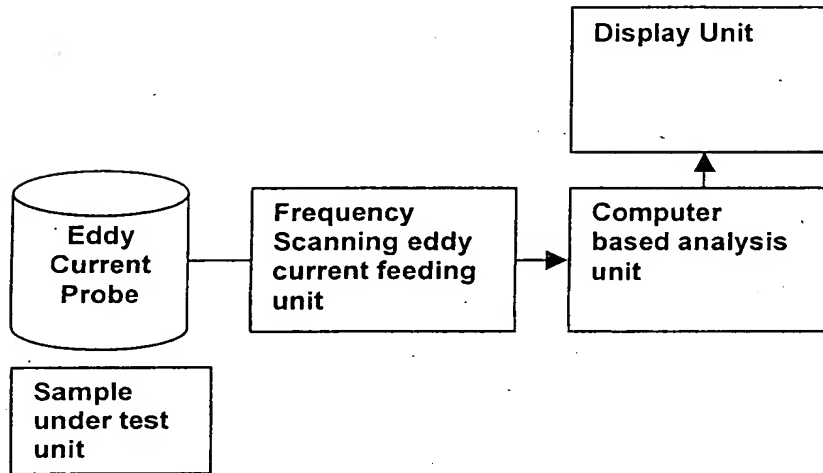 Display Unit
Eddy
Current
Probe
Frequency
Scanning eddy
current feeding
unit
Computer
based analysis
unit
Sample
under test
unit